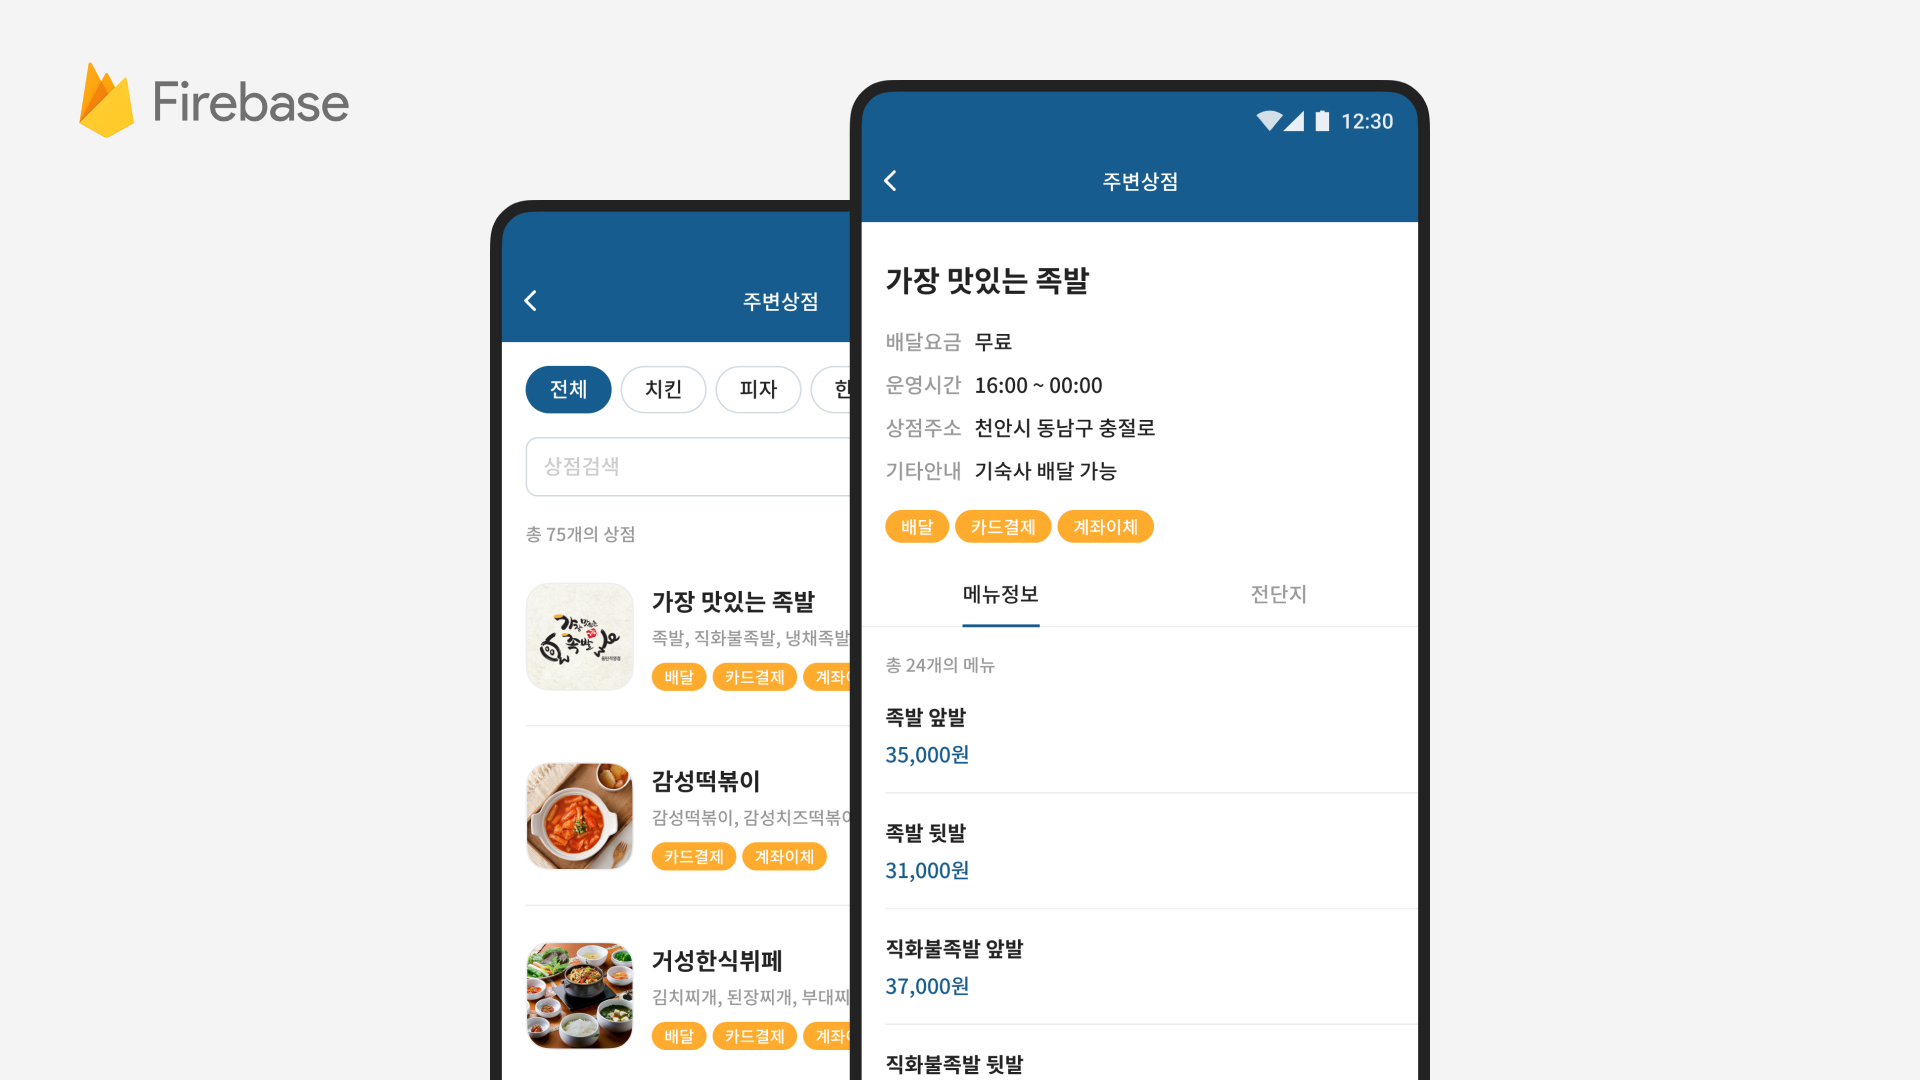 Firebase
주변상점
전체
치킨
피자
한
상점검색
총 75개의 상점
가장 맛있는 족발
족발, 직화불족발, 냉채족발
배달
카드결제
계좌이
감성떡볶이
감성떡볶이, 감성치즈떡볶이
카드결제
계좌이체
거성한식뷔페
김치찌개, 된장찌개, 부대찌
배달
카드결제
계좌이
12:30
주변상점
가장 맛있는 족발
배달요금 무료
운영시간 16:00 ~ 00:00
상점주소 천안시 동남구 충절로
기타안내 기숙사 배달 가능
배달
카드결제
계좌이체
메뉴정보
전단지
총 24개의 메뉴
족발 앞발
35,000원
족발 뒷발
31,000원
직화불족발 앞발
37,000원
직화불족발 뒷발